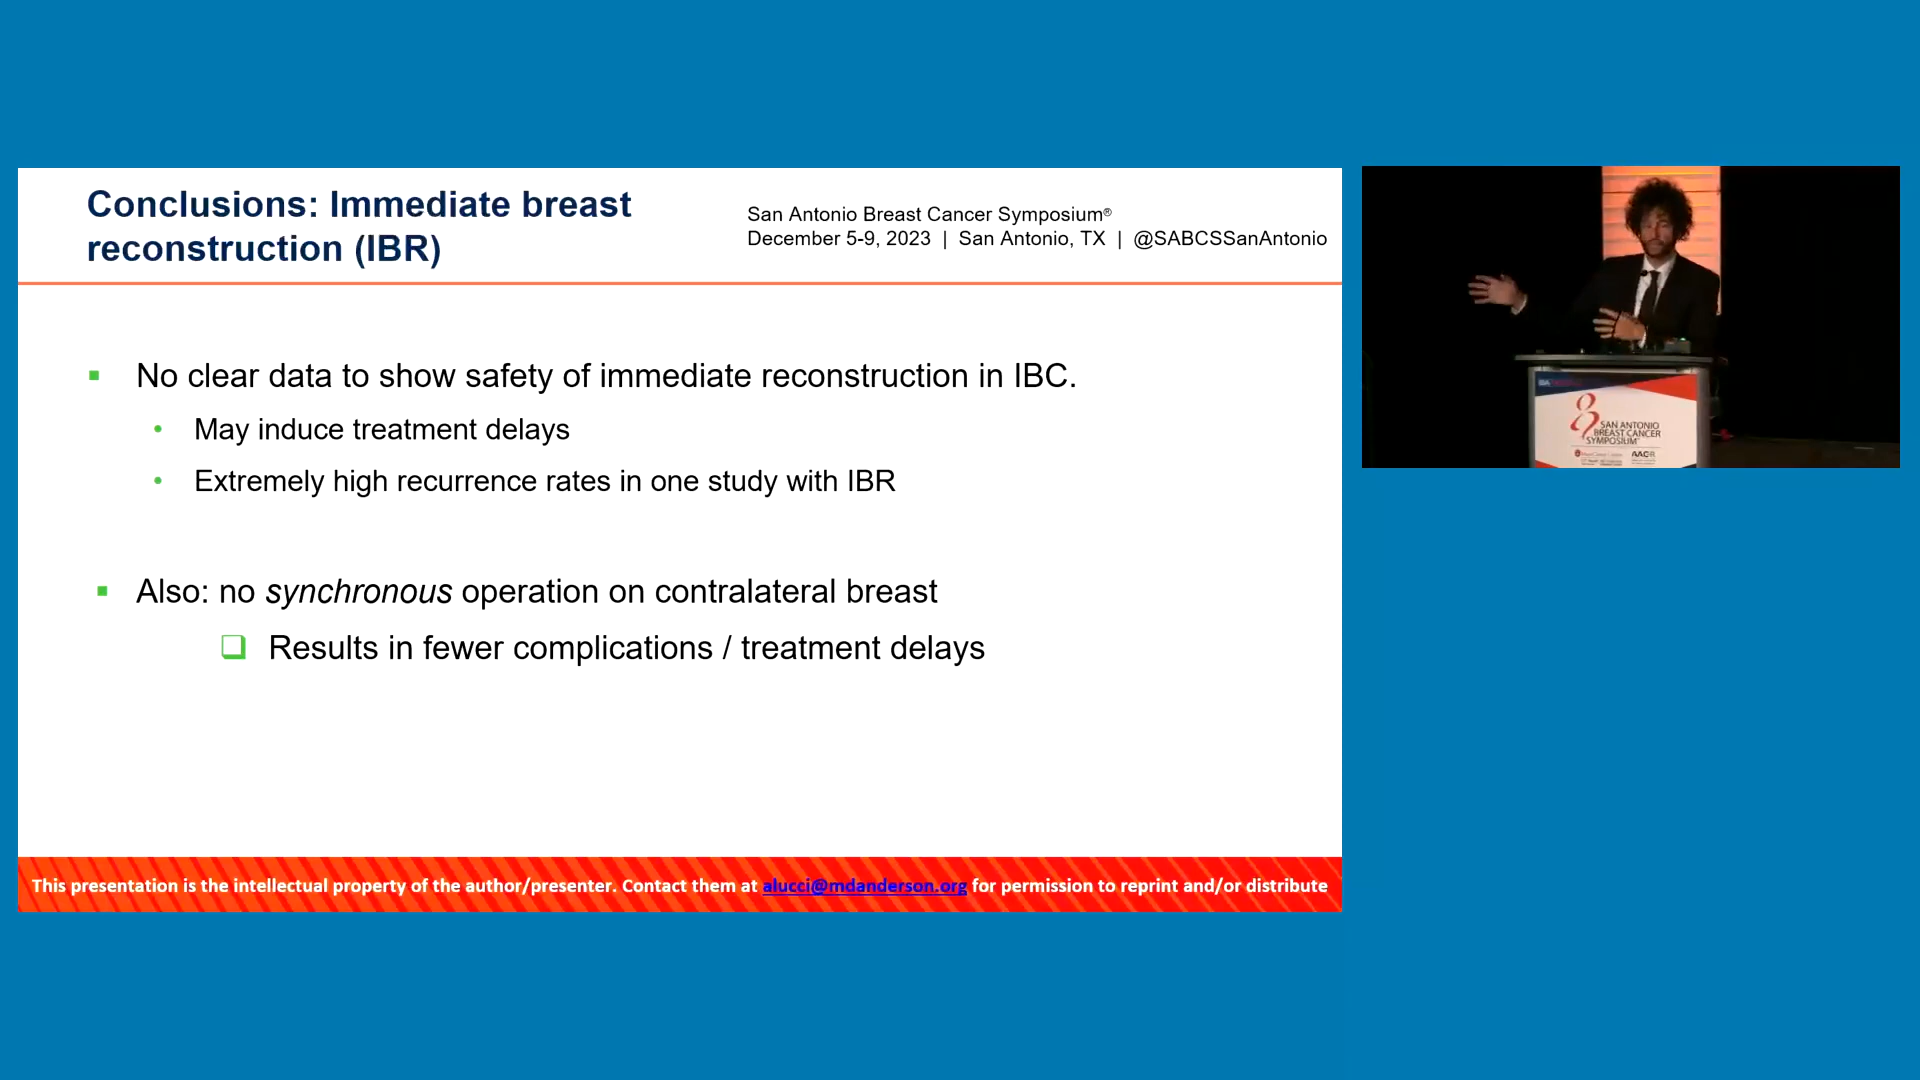 Conclusions: Immediate breast
reconstruction (IBR)
San Antonio Breast Cancer Symposium®
December 5-9, 2023 | San Antonio, TX | @SABCSSanAntonio
No clear data to show safety of immediate reconstruction in IBC.
May induce treatment delays
Extremely high recurrence rates in one study with IBR
Also: no synchronous operation on contralateral breast
Results in fewer complications / treatment delays
This presentation is the intellectual property of the author/presenter. Contact them at alucci@mdanderson.org for permission to reprint and/or distribute
SAN ANTONIO
BREAST CANCER
SYMPOSIUM
AACR